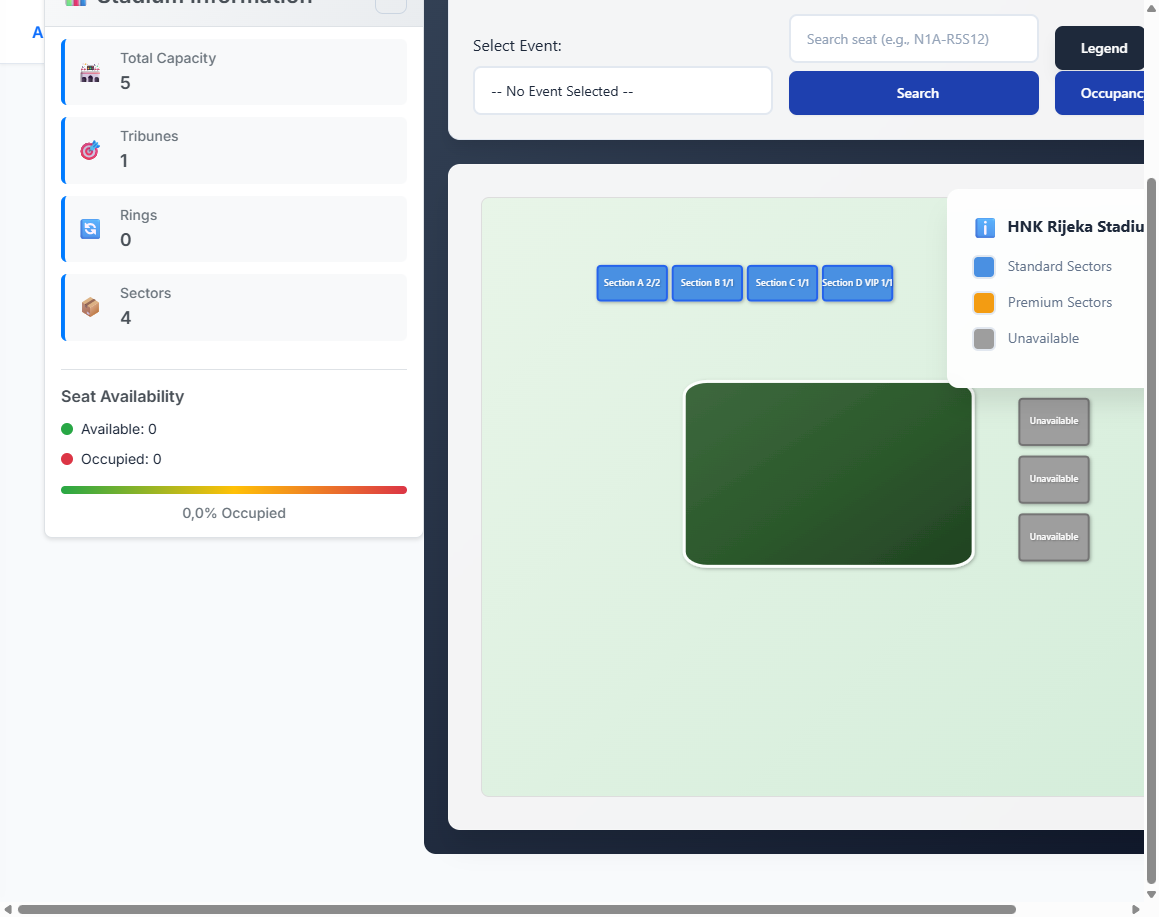 A
Stadium Information
Total Capacity
5
Tribunes
1
Rings
0
Sectors
4
Seat Availability
Available: 0
Occupied: 0
0,0% Occupied
Select Event:
-- No Event Selected --
Search seat (e.g., N1A-R5S12)
Search
Legend
Occupanc
HNK Rijeka Stadiu
Standard Sectors
Premium Sectors
Unavailable
Section A 2/2
Section B 1/1
Section C 1/1
Section D VIP 1/1
Unavailable
Unavailable
Unavailable